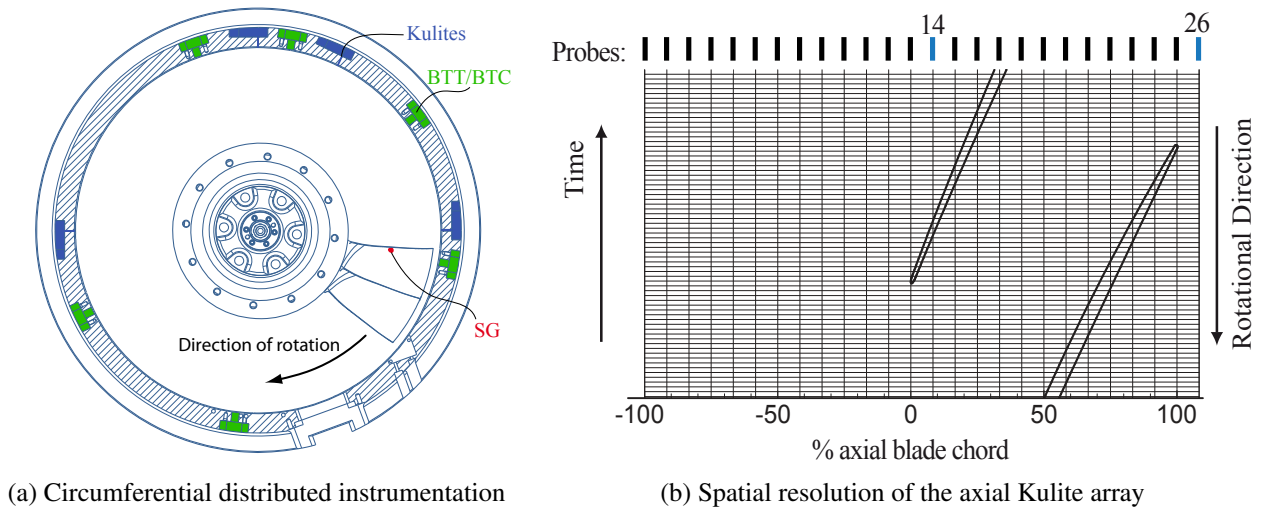 Kulites
BTT/BTC
SG
Direction of rotation
(a) Circumferential distributed instrumentation
14
26
Probes:
Time
Rotational Direction
-100
-50
0
50
100
% axial blade chord
(b) Spatial resolution of the axial Kulite array